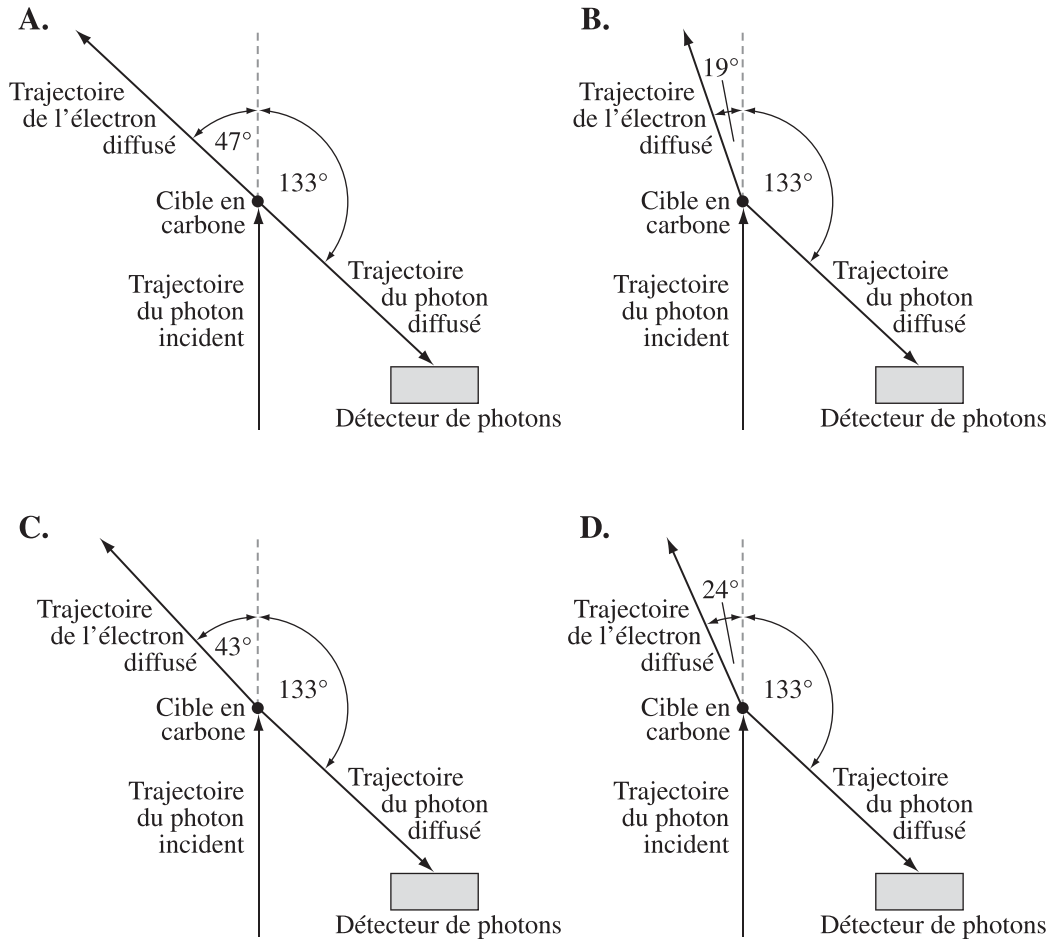 A.
Trajectoire
de l’électron
diffusé
47°
133°
Cible en
carbone
Trajectoire
du photon
incident
Trajectoire
du photon
diffusé
Détecteur de photons
B.
19°
Trajectoire
de l’électron
diffusé
133°
Cible en
carbone
Trajectoire
du photon
incident
Trajectoire
du photon
diffusé
Détecteur de photons
C.
Trajectoire
de l’électron
diffusé
43°
133°
Cible en
carbone
Trajectoire
du photon
incident
Trajectoire
du photon
diffusé
Détecteur de photons
D.
24°
Trajectoire
de l’électron
diffusé
133°
Cible en
carbone
Trajectoire
du photon
incident
Trajectoire
du photon
diffusé
Détecteur de photons